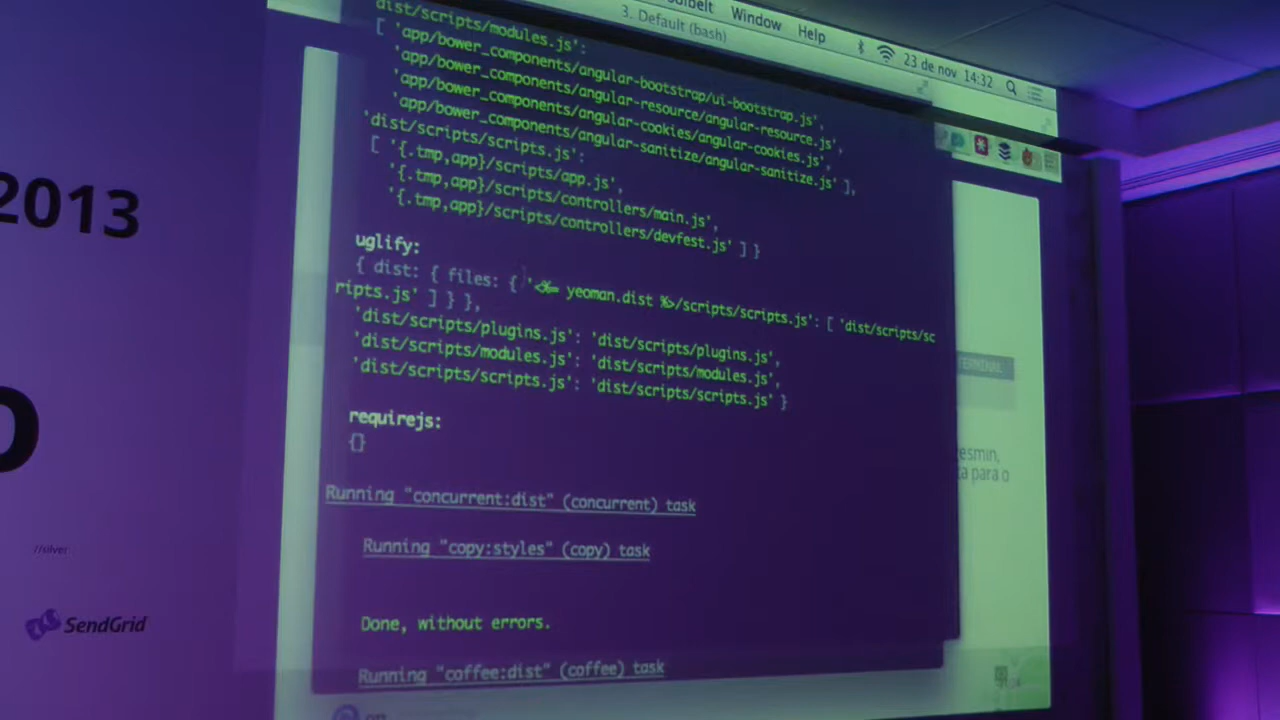 Window Help
23 de nov 14:32
3. Default (bash)
dist/scripts/modules.js':
[ 'app/bower_components/angular-bootstrap/ui-bootstrap.js',
'app/bower_components/angular-resource/angular-resource.js',
'app/bower_components/angular-cookies/angular-cookies.js',
'app/bower_components/angular-sanitize/angular-sanitize.js' ],
'dist/scripts/scripts.js':
[ '{.tmp,app}/scripts/app.js',
'{.tmp,app}/scripts/controllers/main.js',
'{.tmp,app}/scripts/controllers/devfest.js' ] }
uglify:
{ dist: { files: { '<%= yeoman.dist %>/scripts/scripts.js': [ 'dist/scripts/sc
ripts.js' ] } },
'dist/scripts/plugins.js': 'dist/scripts/plugins.js',
'dist/scripts/modules.js': 'dist/scripts/modules.js',
'dist/scripts/scripts.js': 'dist/scripts/scripts.js' }
requirejs:
{}
Running "concurrent:dist" (concurrent) task
Running "copy:styles" (copy) task
Done, without errors.
Running "coffee:dist" (coffee) task
2013
SendGrid
TERMINAL
para o